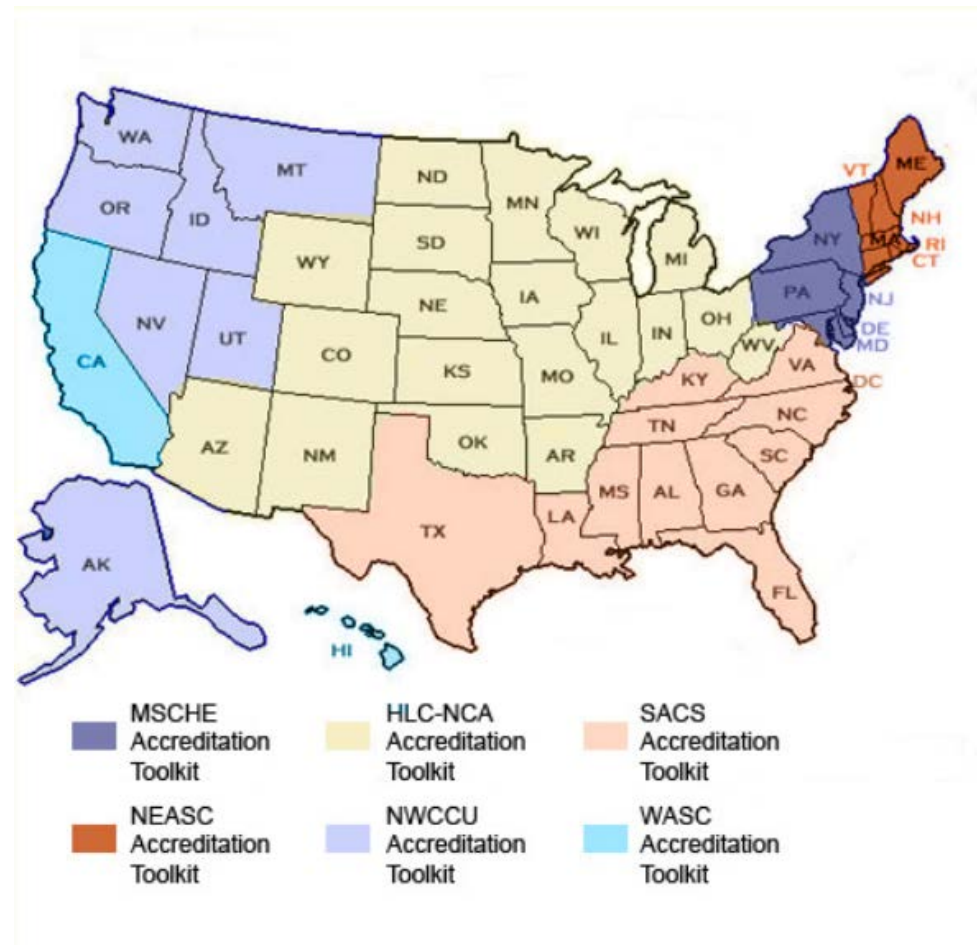 WA
MT
ND
MN
VT
ME
OR
ID
SD
WI
MI
NY
NH
MA
RI
CT
WY
NE
IA
PA
NJ
NV
UT
CO
KS
MO
IL
IN
OH
WV
DE
MD
CA
KY
VA
DC
AZ
NM
OK
AR
TN
NC
SC
TX
LA
MS
AL
GA
AK
FL
HI
MSCHE
Accreditation
Toolkit
HLC-NCA
Accreditation
Toolkit
SACS
Accreditation
Toolkit
NEASC
Accreditation
Toolkit
NWCCU
Accreditation
Toolkit
WASC
Accreditation
Toolkit